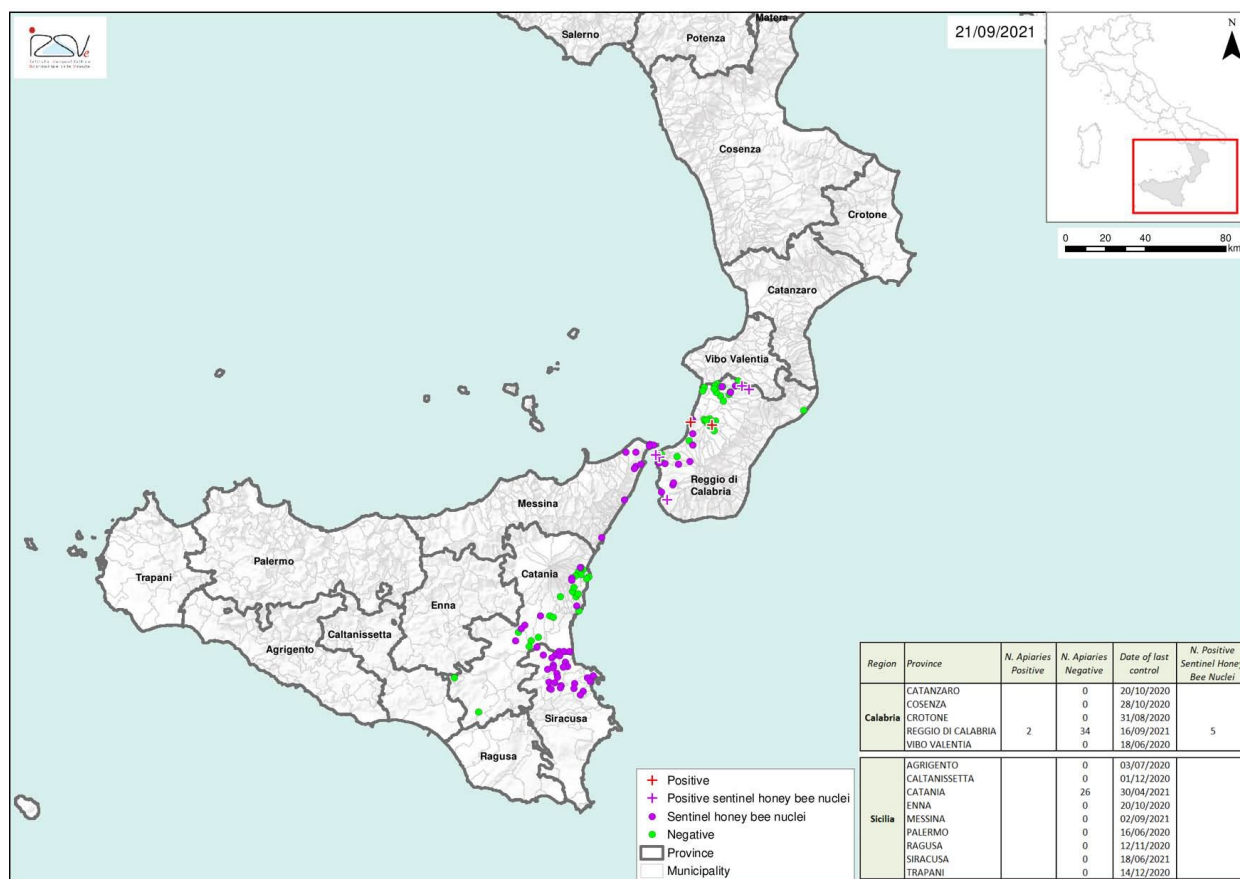 IZSVe
Istituto Zooprofilattico
Sperimentale delle Venezie
21/09/2021
N
Salerno
Potenza
Matera
Cosenza
Crotone
Catanzaro
Vibo Valentia
Reggio di
Calabria
Messina
Palermo
Trapani
Catania
Enna
Caltanissetta
Agrigento
Siracusa
Ragusa
0 20 40 80
km
Positive
Positive sentinel honey bee nuclei
Sentinel honey bee nuclei
Negative
Province
Municipality
Region Province N. Apiaries Positive N. Apiaries Negative Date of last control N. Positive Sentinel Honey Bee Nuclei
Calabria
CATANZARO 0 20/10/2020
COSENZA 0 28/10/2020
CROTONE 0 31/08/2020
REGGIO DI CALABRIA 2 34 16/09/2021 5
VIBO VALENTIA 0 18/06/2020
Sicilia
AGRIGENTO 0 03/07/2020
CALTANISSETTA 0 01/12/2020
CATANIA 26 30/04/2021
ENNA 0 20/10/2020
MESSINA 0 02/09/2021
PALERMO 0 16/06/2020
RAGUSA 0 12/11/2020
SIRACUSA 0 18/06/2021
TRAPANI 0 14/12/2020